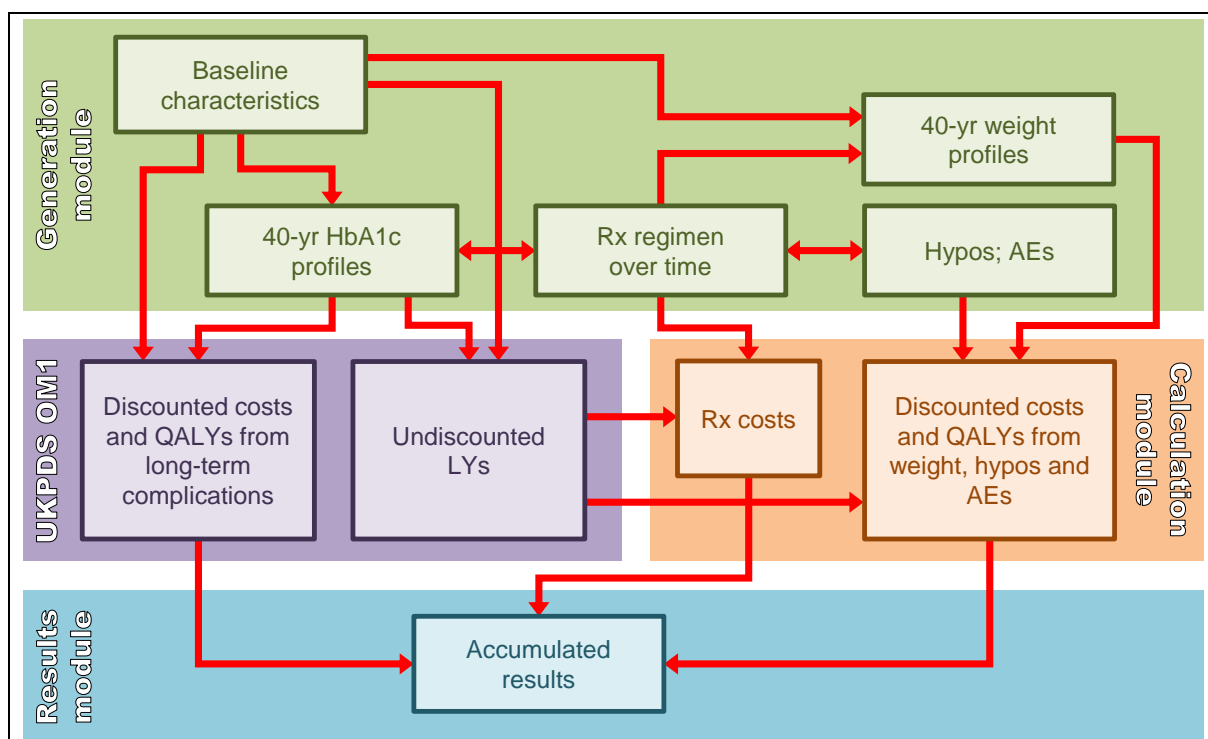 Generation
module
Baseline
characteristics
40-yr weight
profiles
40-yr HbA1c
profiles
Rx regimen
over time
Hypos; AEs
UKPDS OM1
Discounted costs
and QALYs from
long-term
complications
Undiscounted
LYs
Rx costs
Discounted costs
and QALYs from
weight, hypos and
AEs
Calculation
module
Results
module
Accumulated
results